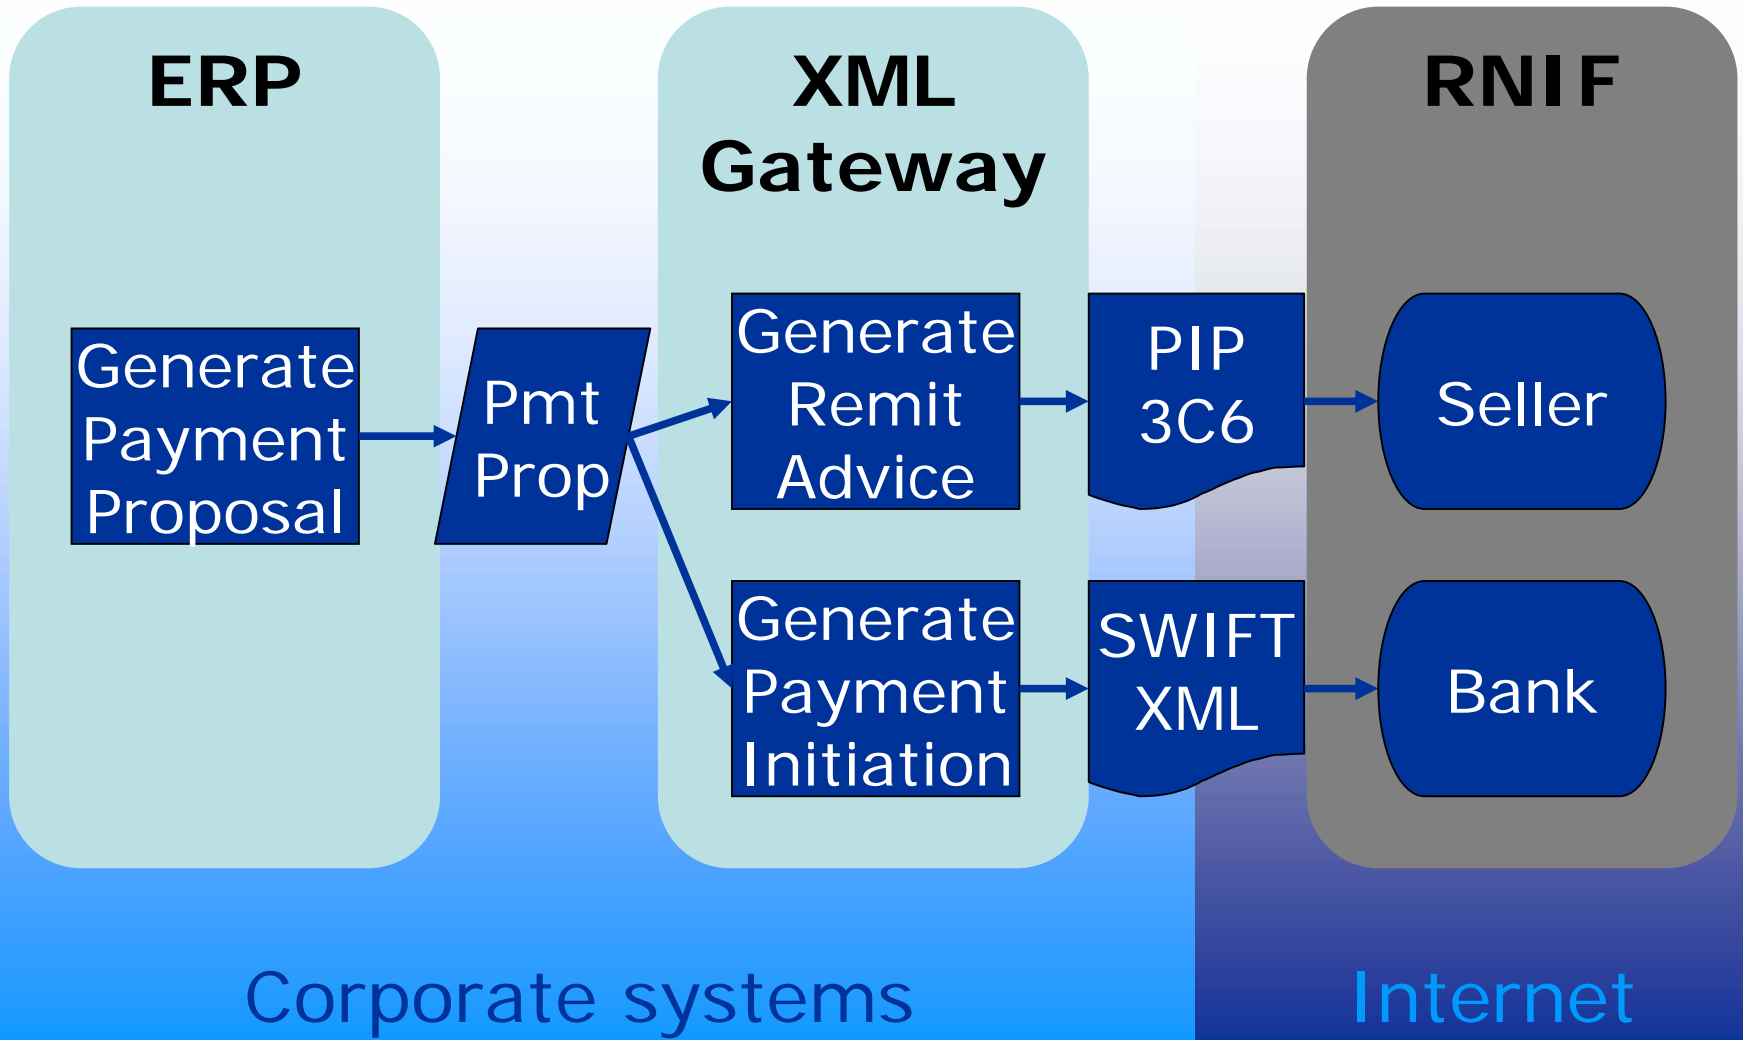 ERP
XML
Gateway
RNIF
Generate
Payment
Proposal
Pmt
Prop
Generate
Remit
Advice
PIP
3C6
Seller
Generate
Payment
Initiation
SWIFT
XML
Bank
Corporate systems
Internet